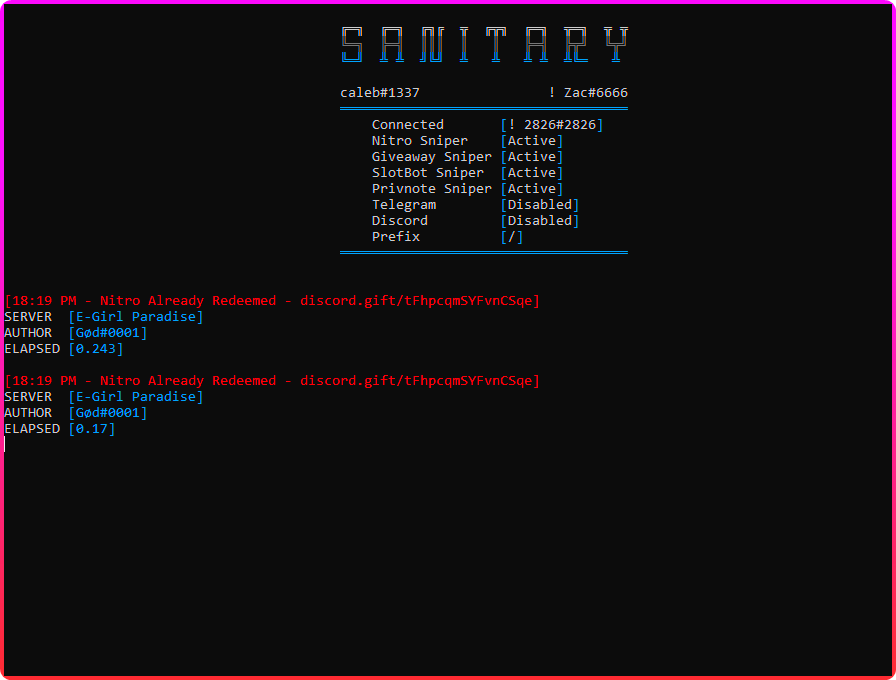 SANITARY
caleb#1337 ! Zac#6666
Connected [! 2826#2826]
Nitro Sniper [Active]
Giveaway Sniper [Active]
SlotBot Sniper [Active]
Privnote Sniper [Active]
Telegram [Disabled]
Discord [Disabled]
Prefix [/]
[18:19 PM - Nitro Already Redeemed - discord.gift/tFhpcqmSYFvnCSqe]
SERVER [E-Girl Paradise]
AUTHOR [Gød#0001]
ELAPSED [0.243]
[18:19 PM - Nitro Already Redeemed - discord.gift/tFhpcqmSYFvnCSqe]
SERVER [E-Girl Paradise]
AUTHOR [Gød#0001]
ELAPSED [0.17]